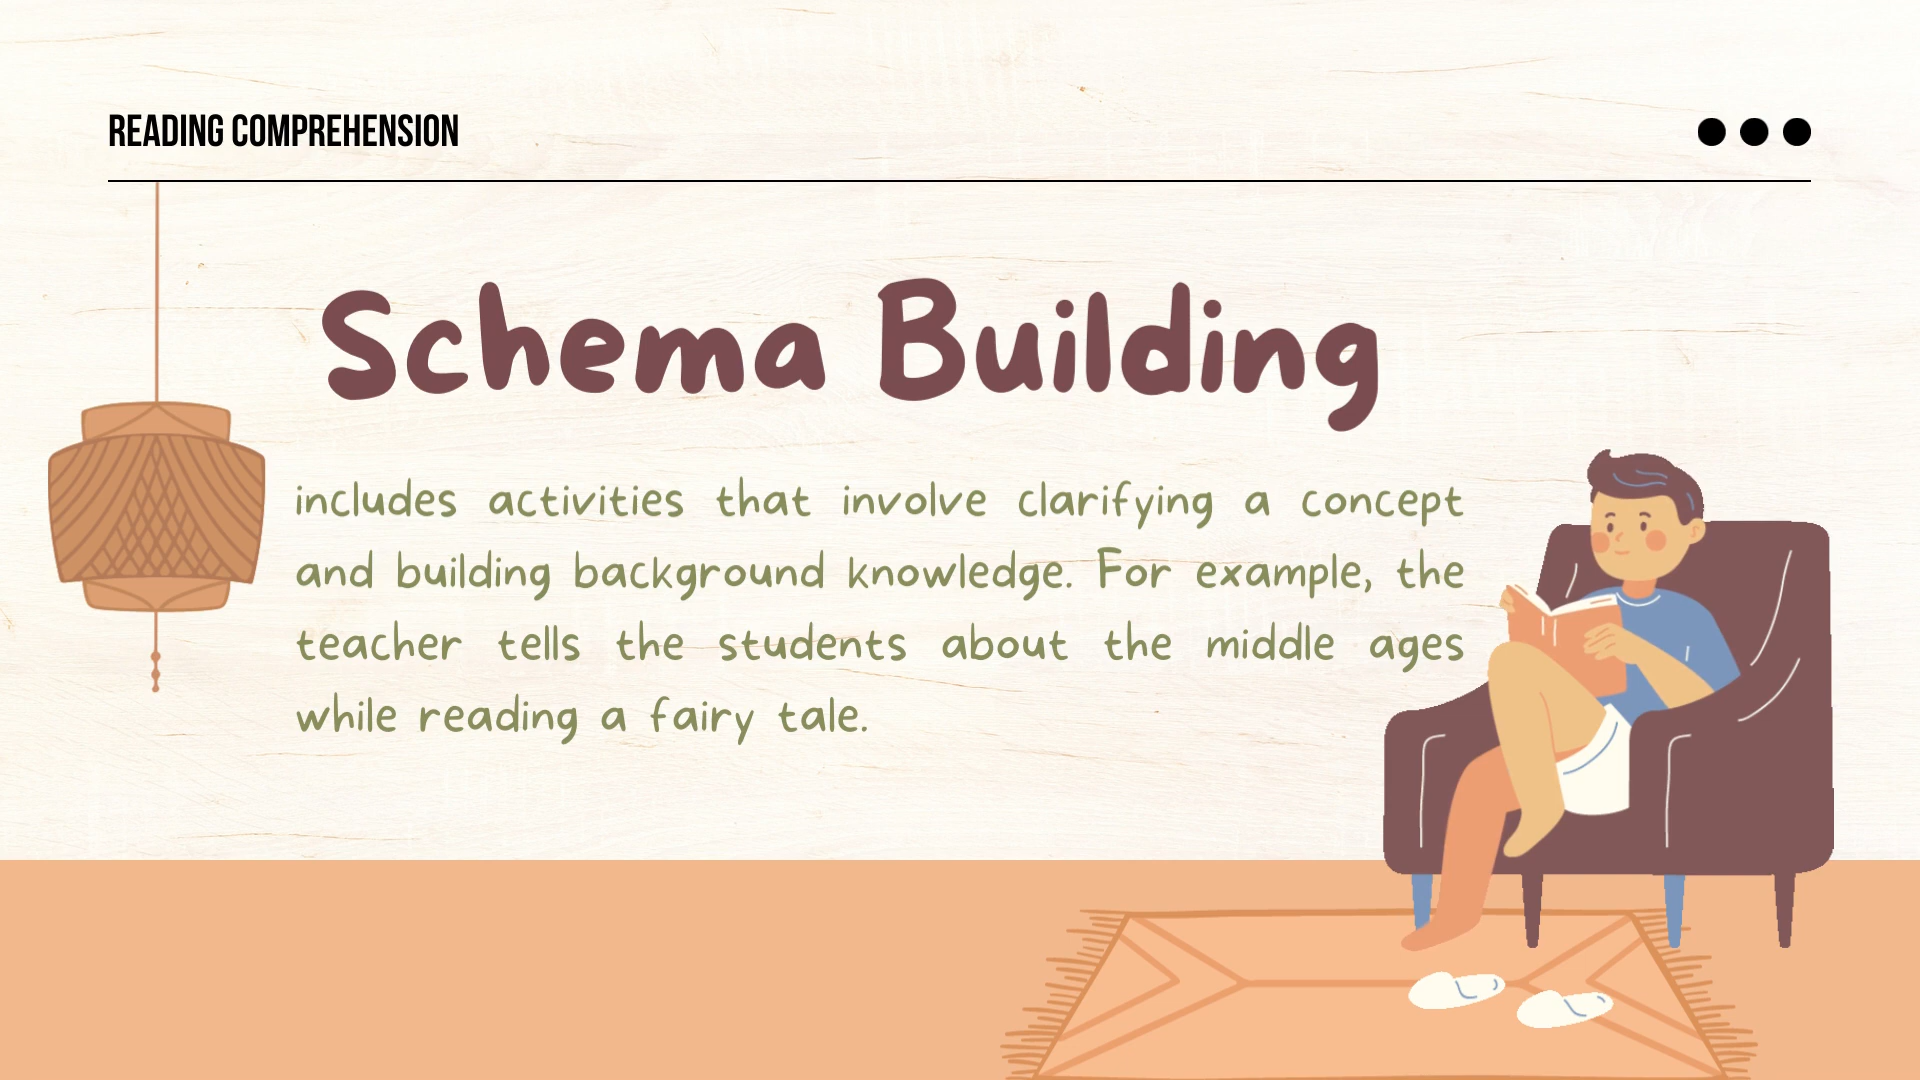 READING COMPREHENSION
Schema Building
includes activities that involve clarifying a concept
and building background knowledge. For example, the
teacher tells the students about the middle ages
while reading a fairy tale.